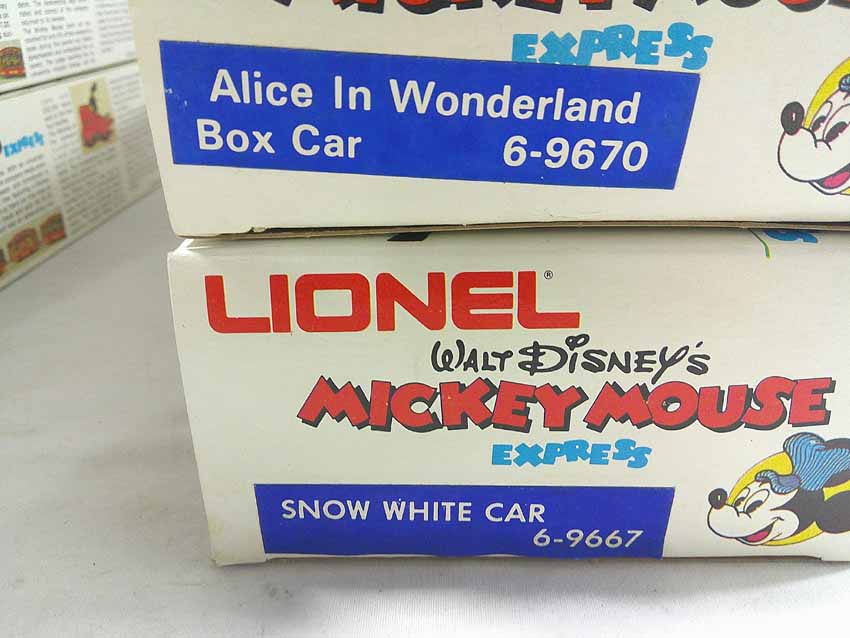 EXPRESS
Alice In Wonderland
Box Car 6-9670
LIONEL®
WALT DISNEY'S
MICKEY MOUSE
EXPRESS
SNOW WHITE CAR
6-9667